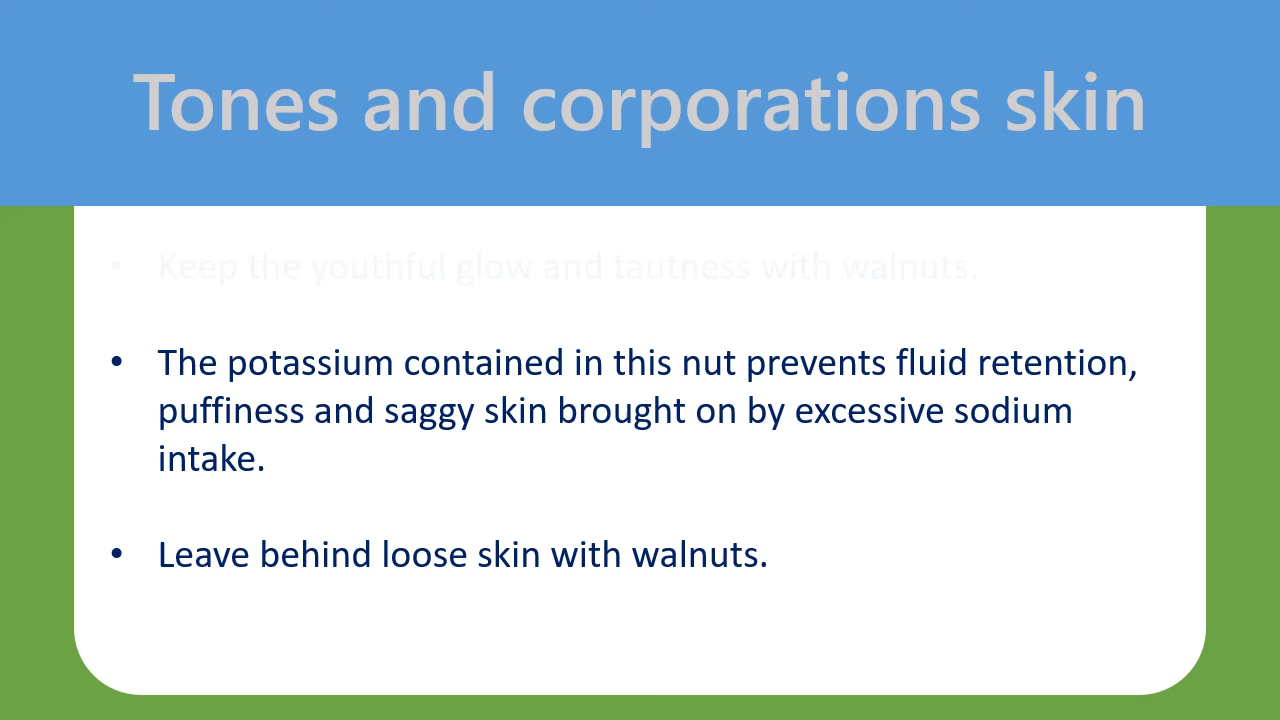 Tones and corporations skin
• Keep the youthful glow and tautness with walnuts.
• The potassium contained in this nut prevents fluid retention,
puffiness and saggy skin brought on by excessive sodium
intake.
• Leave behind loose skin with walnuts.